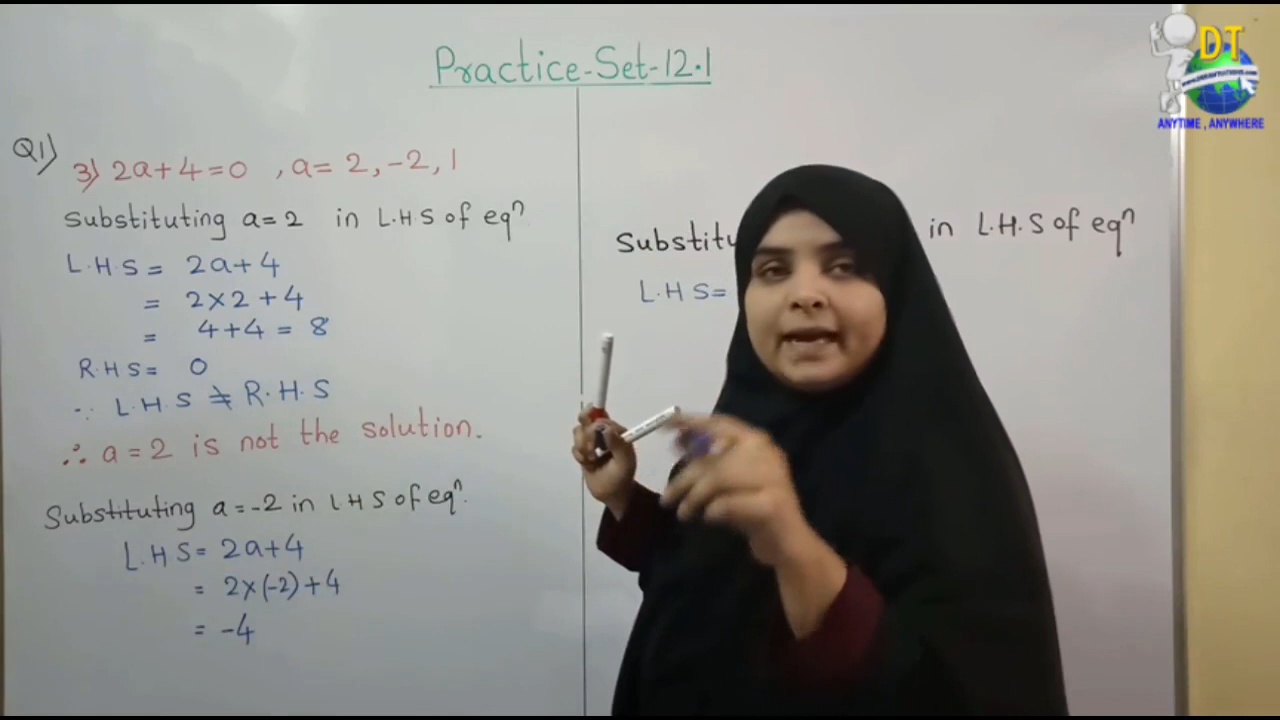 Practice-Set-12.1
Q1)
3) 2a+4=0 , a= 2, -2, 1
Substituting a=2 in L.H.S of eqⁿ
L.H.S = 2a+4
= 2×2+4
= 4+4 = 8
R.H.S= 0
∵ L.H.S ≠ R.H.S
∴ a=2 is not the solution.
Substituting a=-2 in L.H.S of eqⁿ.
L.H.S= 2a+4
= 2×(-2)+4
= -4
in L.H.S of eqⁿ
L.H.S=
DT
ANYTIME , ANYWHERE